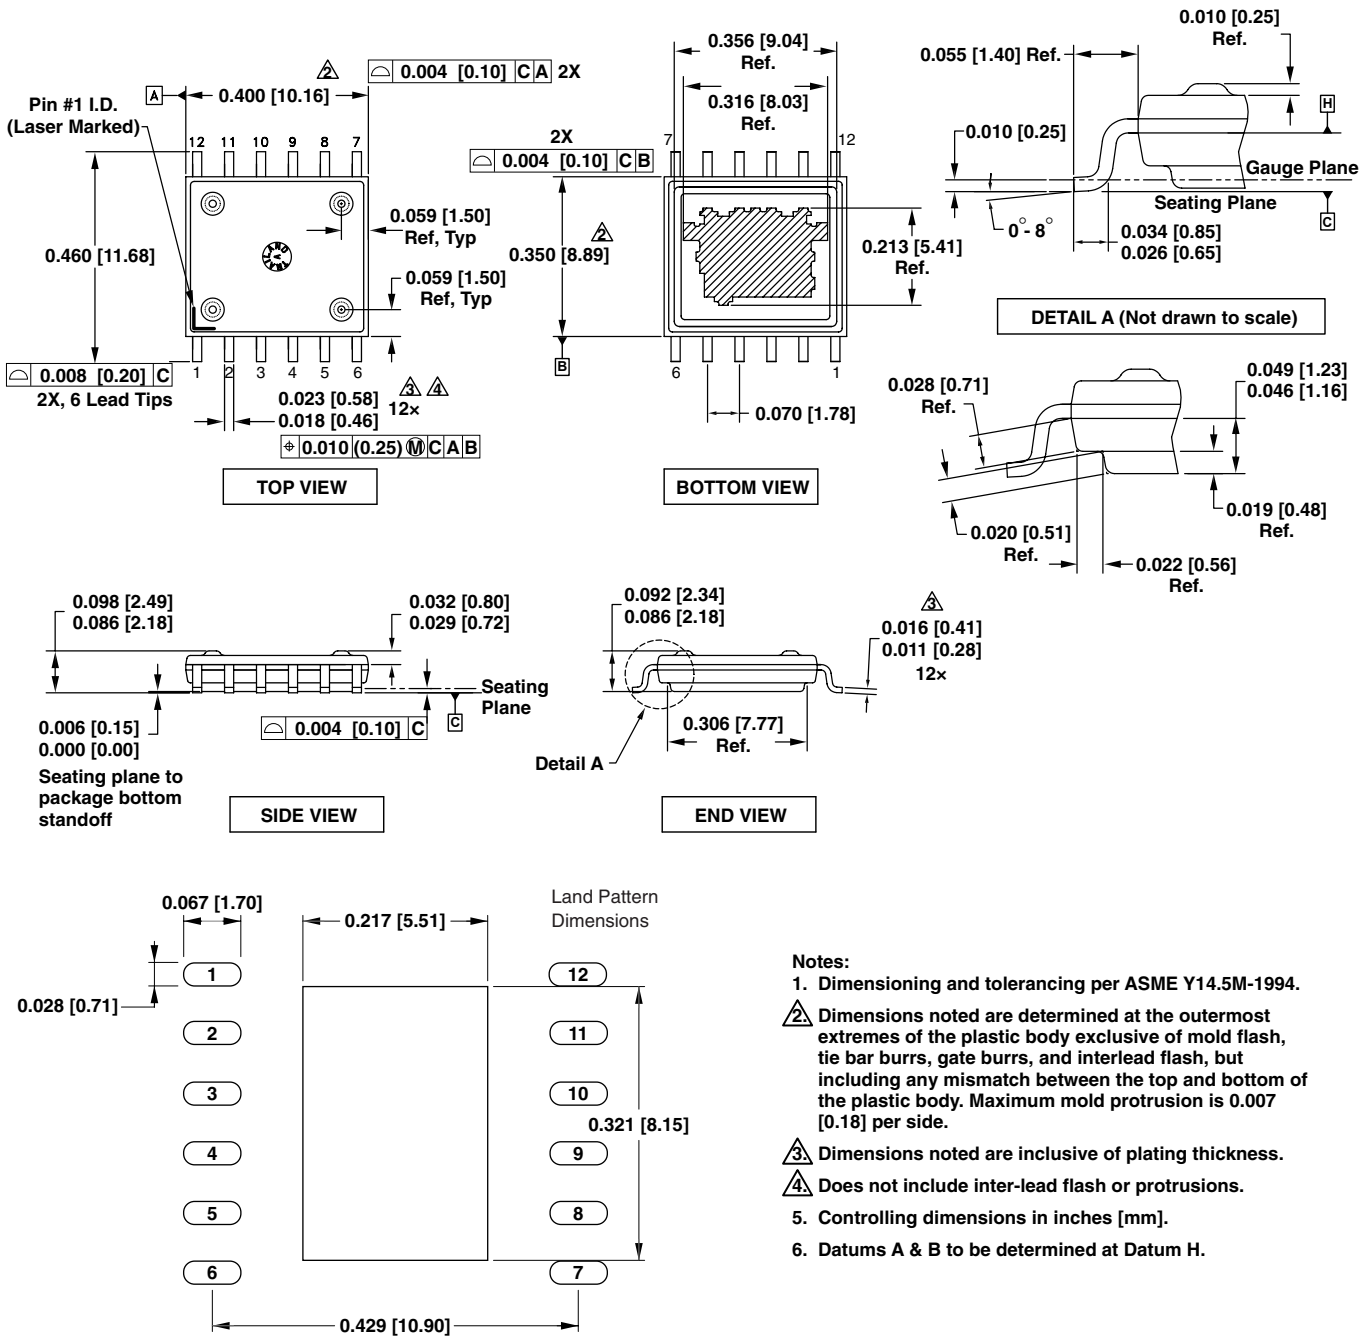 0.010 [0.25]
Ref.
0.356 [9.04]
Ref.
0.055 [1.40] Ref.
2
0.004 [0.10] C A 2X
A
0.400 [10.16]
Pin #1 I.D.
(Laser Marked)
0.316 [8.03]
Ref.
H
2X
0.004 [0.10] C B
0.010 [0.25]
12 11 10 9 8 7
7 12
Gauge Plane
Seating Plane
C
0° - 8°
0.034 [0.85]
0.026 [0.65]
0.059 [1.50]
Ref, Typ
2
0.350 [8.89]
0.213 [5.41]
Ref.
0.460 [11.68]
0.059 [1.50]
Ref, Typ
DETAIL A (Not drawn to scale)
B
1 2 3 4 5 6
6 1
0.008 [0.20] C
2X, 6 Lead Tips
0.023 [0.58]
0.018 [0.46]
12×
3 4
0.010 (0.25) M C A B
0.070 [1.78]
0.028 [0.71]
Ref.
0.049 [1.23]
0.046 [1.16]
TOP VIEW
BOTTOM VIEW
0.019 [0.48]
Ref.
0.020 [0.51]
Ref.
0.022 [0.56]
Ref.
0.098 [2.49]
0.086 [2.18]
0.032 [0.80]
0.029 [0.72]
0.092 [2.34]
0.086 [2.18]
3
0.016 [0.41]
0.011 [0.28]
12×
Seating
Plane
C
0.006 [0.15]
0.000 [0.00]
0.004 [0.10] C
Seating plane to
package bottom
standoff
0.306 [7.77]
Ref.
Detail A
SIDE VIEW
END VIEW
Land Pattern
Dimensions
0.067 [1.70]
0.217 [5.51]
0.028 [0.71]
1 12
2 11
3 10
0.321 [8.15]
4 9
5 8
6 7
0.429 [10.90]
Notes:
1. Dimensioning and tolerancing per ASME Y14.5M-1994.
2. Dimensions noted are determined at the outermost
extremes of the plastic body exclusive of mold flash,
tie bar burrs, gate burrs, and interlead flash, but
including any mismatch between the top and bottom of
the plastic body. Maximum mold protrusion is 0.007
[0.18] per side.
3. Dimensions noted are inclusive of plating thickness.
4. Does not include inter-lead flash or protrusions.
5. Controlling dimensions in inches [mm].
6. Datums A & B to be determined at Datum H.